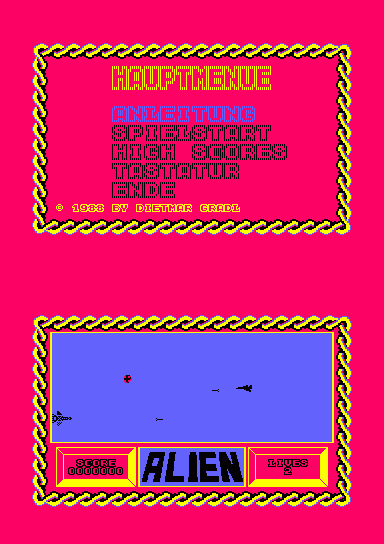 HAUPTMENUE
ANLEITUNG
SPIELSTART
HIGH SCORES
TASTATUR
ENDE
© 1988 BY DIETMAR GRADL
SCORE
0000000
ALIEN
LIVES
2